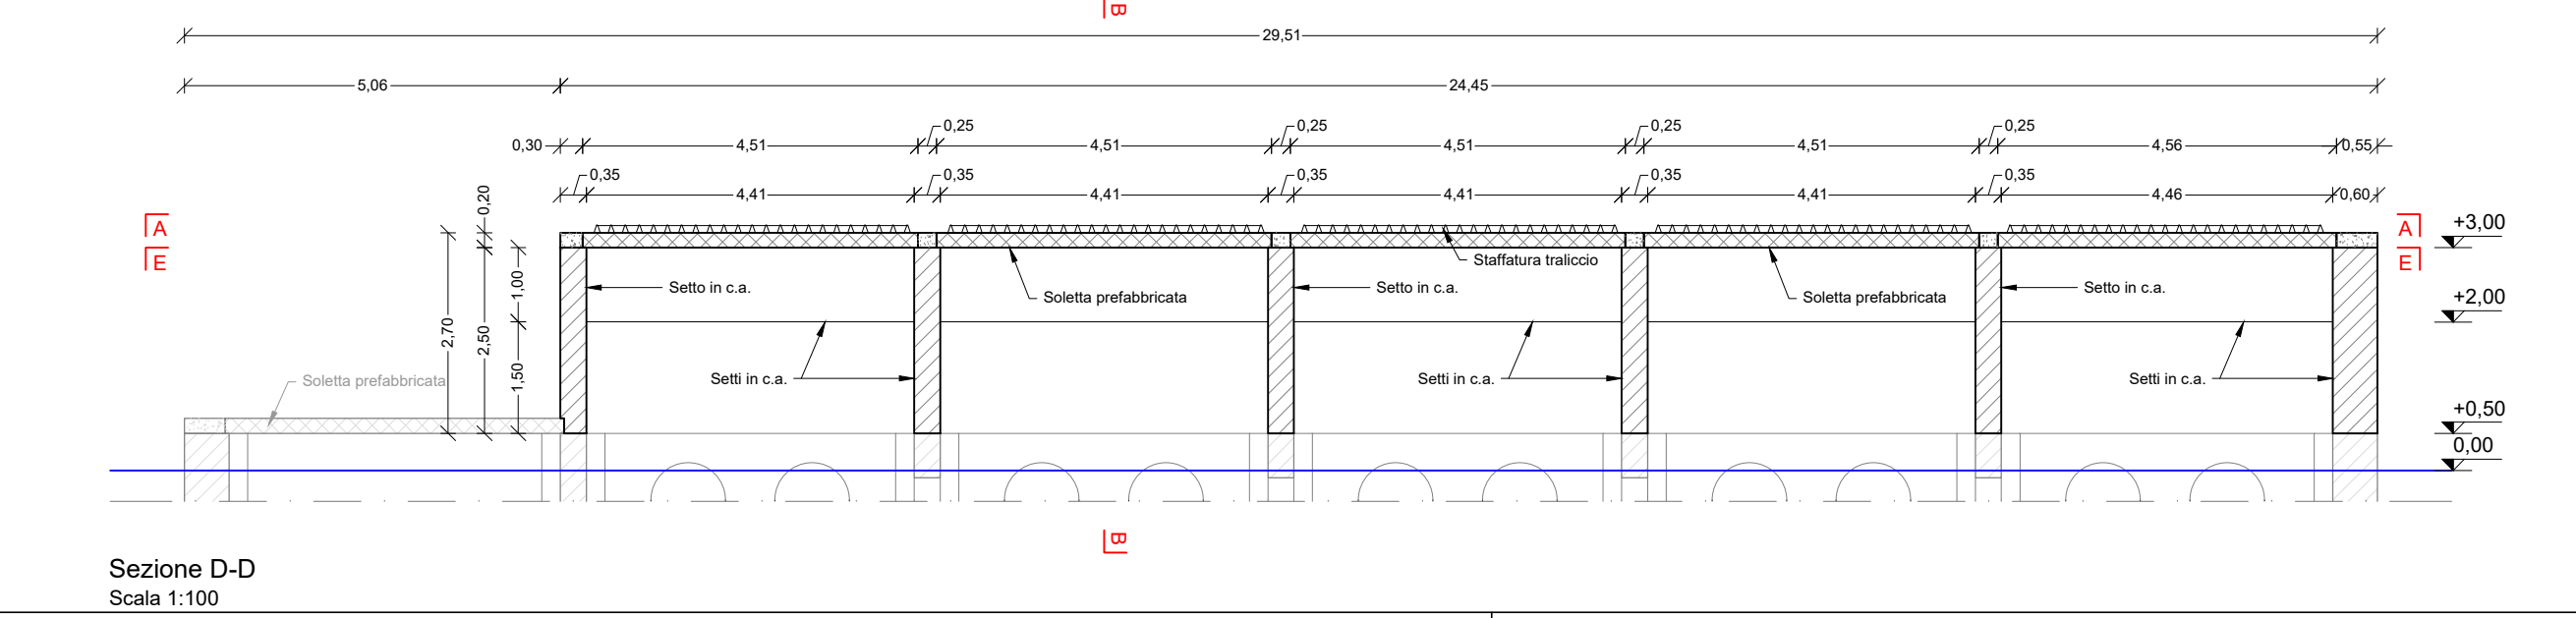 B
29,51
5,06
24,45
0,25
0,25
0,25
0,25
0,30
4,51
4,51
4,51
4,51
4,56
0,55
0,35
0,35
0,35
0,35
0,35
4,41
4,41
4,41
4,41
4,46
0,60
0,20
2,70
2,50
1,00
1,50
A
E
A
E
+3,00
+2,00
+0,50
0,00
Staffatura traliccio
Setto in c.a.
Soletta prefabbricata
Setto in c.a.
Soletta prefabbricata
Setto in c.a.
Soletta prefabbricata
Setti in c.a.
Setti in c.a.
Setti in c.a.
B
Sezione D-D
Scala 1:100